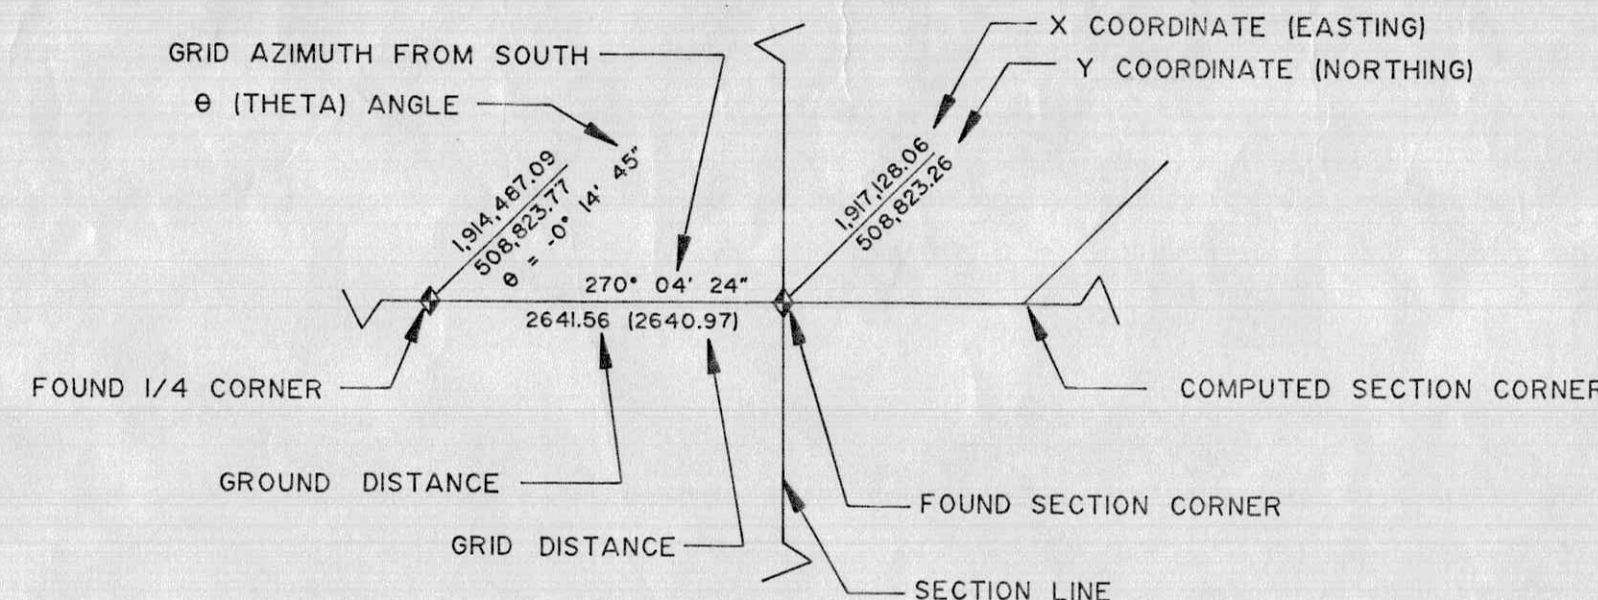 X COORDINATE (EASTING)
GRID AZIMUTH FROM SOUTH
Y COORDINATE (NORTHING)
θ (THETA) ANGLE
1,914,487.09
508,823.77
θ = -0° 14' 45"
1,917,128.06
508,823.26
270° 04' 24"
2641.56 (2640.97)
FOUND 1/4 CORNER
COMPUTED SECTION CORNER
GROUND DISTANCE
FOUND SECTION CORNER
GRID DISTANCE
SECTION LINE